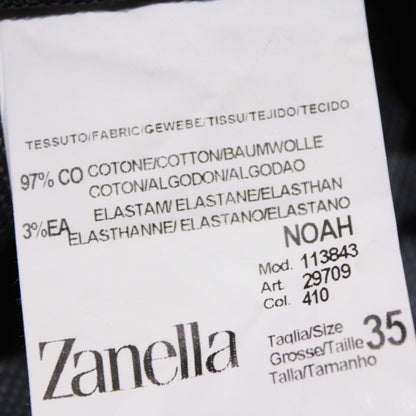 TESSUTO/FABRIC/GEWEBE/TISSU/TEJIDO/TECIDO
97% CO COTONE/COTTON/BAUMWOLLE
COTON/ALGODON/ALGODAO
3%EA ELASTAM/ ELASTANE/ELASTHAN
ELASTHANNE/ ELASTANO/ELASTANO
NOAH
Mod. 113843
Art. 29709
Col. 410
Zanella
Taglia/Size
Grosse/Taille 35
Talla/Tamanho